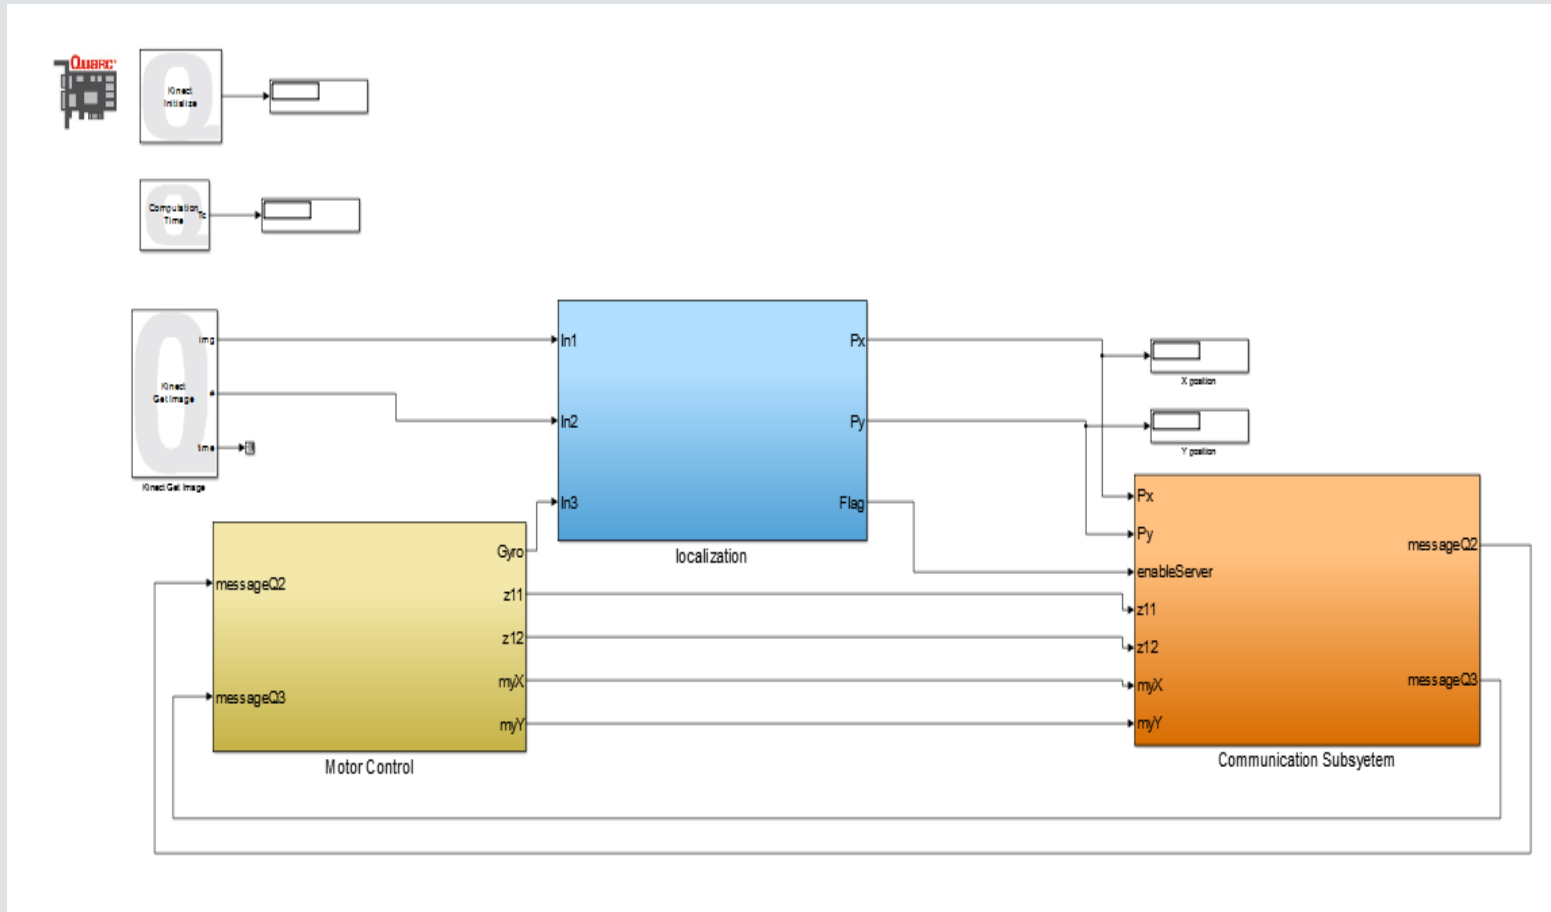 QUARC
Kinect
Initialize
Computation
Time
Tc
img
Kinect
Get Image
#
time
Kinect Get Image
In1
In2
In3
Px
Py
Flag
localization
X position
Y position
messageQ2
messageQ3
Gyro
z11
z12
myX
myY
Motor Control
Px
Py
enableServer
z11
z12
myX
myY
messageQ2
messageQ3
Communication Subsyetem